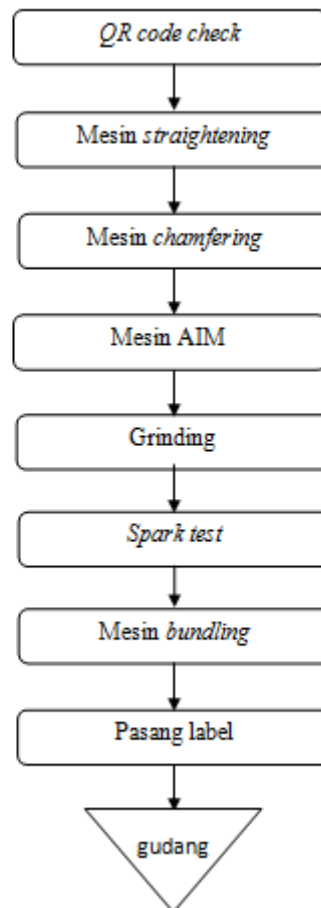 QR code check
Mesin straightening
Mesin chamfering
Mesin AIM
Grinding
Spark test
Mesin bundling
Pasang label
gudang